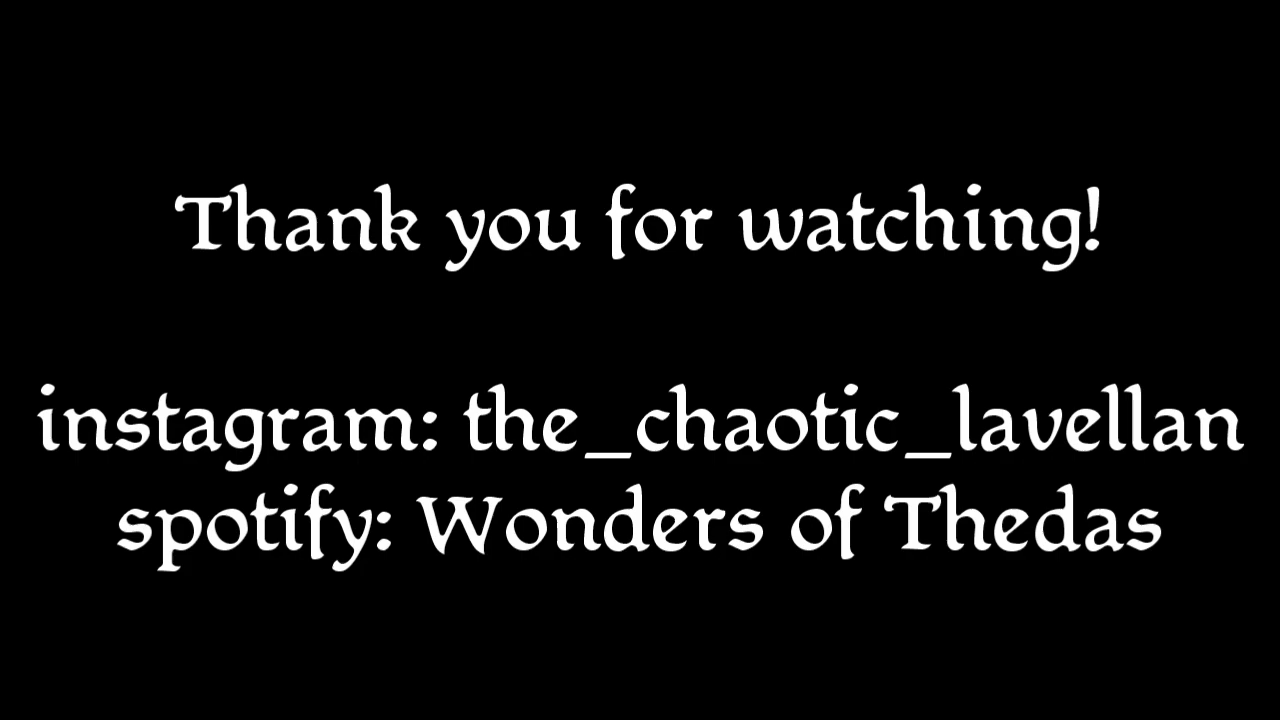 Thank you for watching!
instagram: the_chaotic_lavellan
spotify: Wonders of Thedas